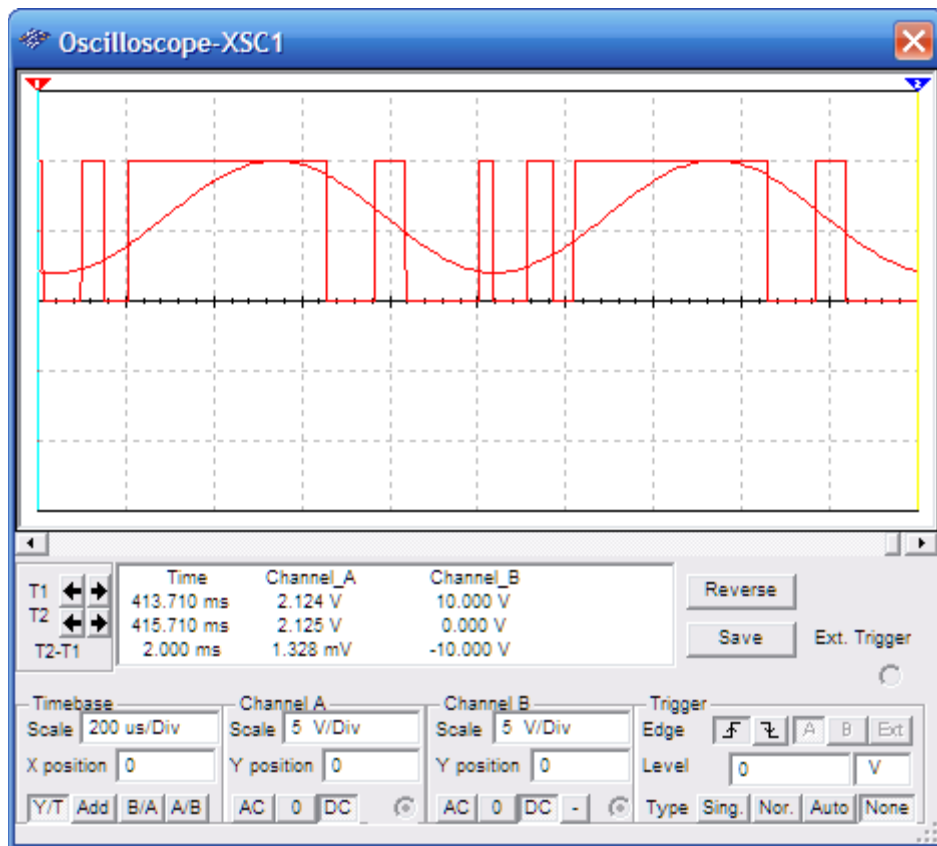 Oscilloscope-XSC1
1 2
Time Channel_A Channel_B
T1 413.710 ms 2.124 V 10.000 V
T2 415.710 ms 2.125 V 0.000 V
T2-T1 2.000 ms 1.328 mV -10.000 V
Reverse
Save
Ext. Trigger
Timebase
Scale 200 us/Div
X position 0
Y/T Add B/A A/B
Channel A
Scale 5 V/Div
Y position 0
AC 0 DC
Channel B
Scale 5 V/Div
Y position 0
AC 0 DC -
Trigger
Edge A B Ext
Level 0 V
Type Sing. Nor. Auto None